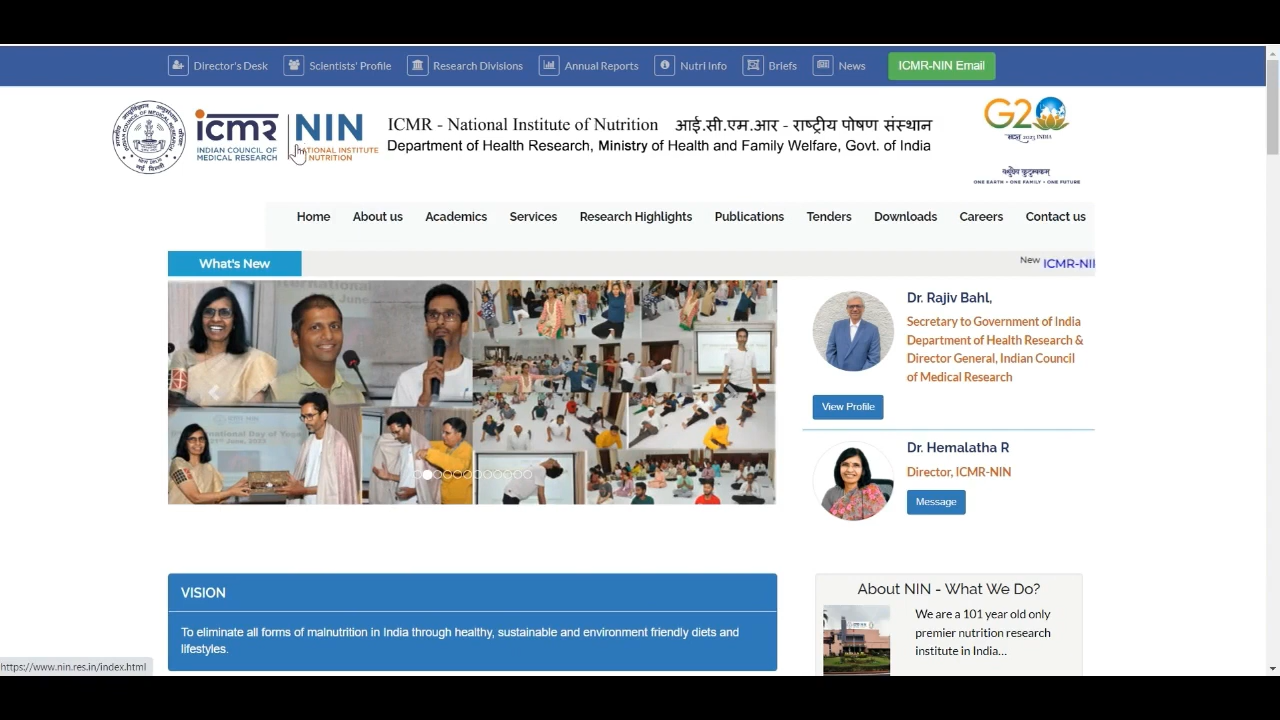 Director's Desk
Scientists' Profile
Research Divisions
Annual Reports
Nutri Info
Briefs
News
ICMR-NIN Email
icmr
INDIAN COUNCIL OF
MEDICAL RESEARCH
NIN
NATIONAL INSTITUTE
NUTRITION
ICMR - National Institute of Nutrition आई.सी.एम.आर - राष्ट्रीय पोषण संस्थान
Department of Health Research, Ministry of Health and Family Welfare, Govt. of India
G20
भारत 2023 INDIA
वसुधैव कुटुम्बकम्
ONE EARTH • ONE FAMILY • ONE FUTURE
Home
About us
Academics
Services
Research Highlights
Publications
Tenders
Downloads
Careers
Contact us
What's New
New ICMR-NI
Dr. Rajiv Bahl,
Secretary to Government of India
Department of Health Research &
Director General, Indian Council
of Medical Research
View Profile
Dr. Hemalatha R
Director, ICMR-NIN
Message
VISION
To eliminate all forms of malnutrition in India through healthy, sustainable and environment friendly diets and
lifestyles.
About NIN - What We Do?
We are a 101 year old only
premier nutrition research
institute in India...
https://www.nin.res.in/index.html